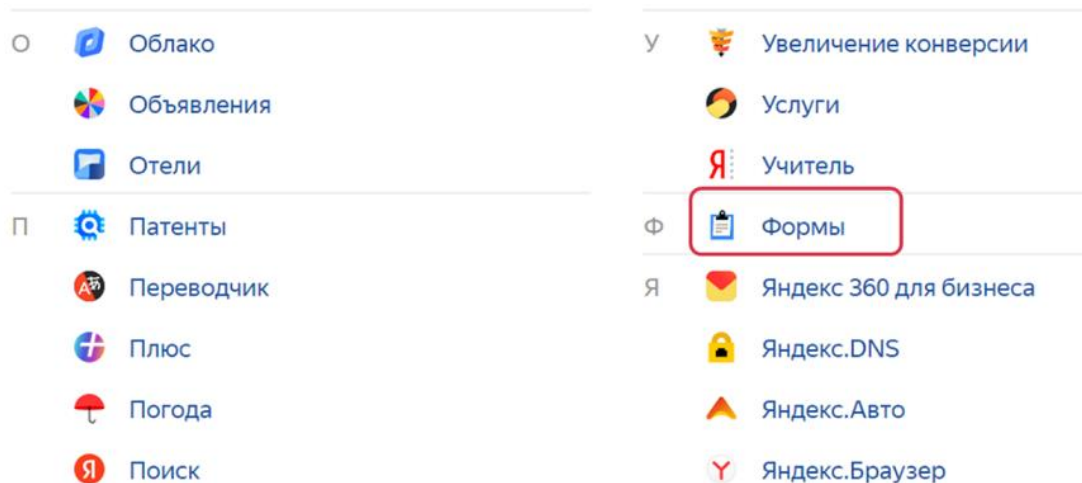 О Облако
Объявления
Отели
П Патенты
Переводчик
Плюс
Погода
Поиск
У Увеличение конверсии
Услуги
Учитель
Ф Формы
Я Яндекс 360 для бизнеса
Яндекс.DNS
Яндекс.Авто
Яндекс.Браузер